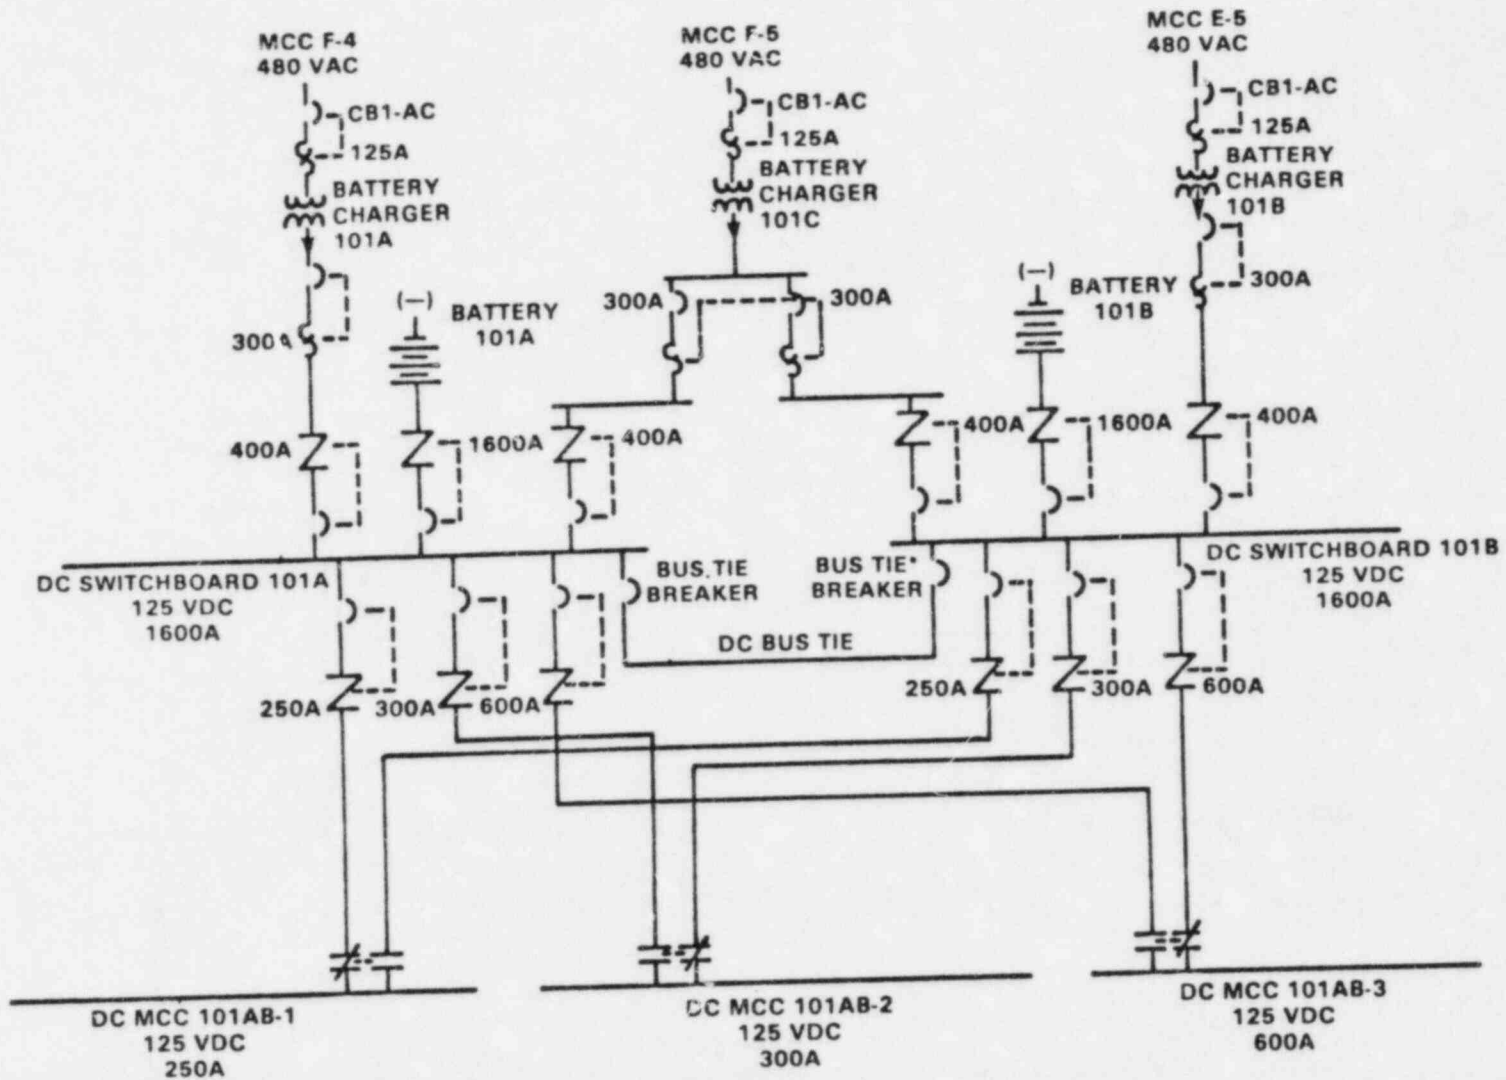 MCC F-4
480 VAC
CB1-AC
125A
BATTERY
CHARGER
101A
300A
400A
(—)
BATTERY
101A
1600A
MCC F-5
480 VAC
CB1-AC
125A
BATTERY
CHARGER
101C
300A
300A
400A
400A
MCC E-5
480 VAC
CB1-AC
125A
BATTERY
CHARGER
101B
300A
400A
(—)
BATTERY
101B
1600A
DC SWITCHBOARD 101A
125 VDC
1600A
BUS TIE
BREAKER
BUS TIE*
BREAKER
DC BUS TIE
DC SWITCHBOARD 101B
125 VDC
1600A
250A
300A
600A
250A
300A
600A
DC MCC 101AB-1
125 VDC
250A
DC MCC 101AB-2
125 VDC
300A
DC MCC 101AB-3
125 VDC
600A